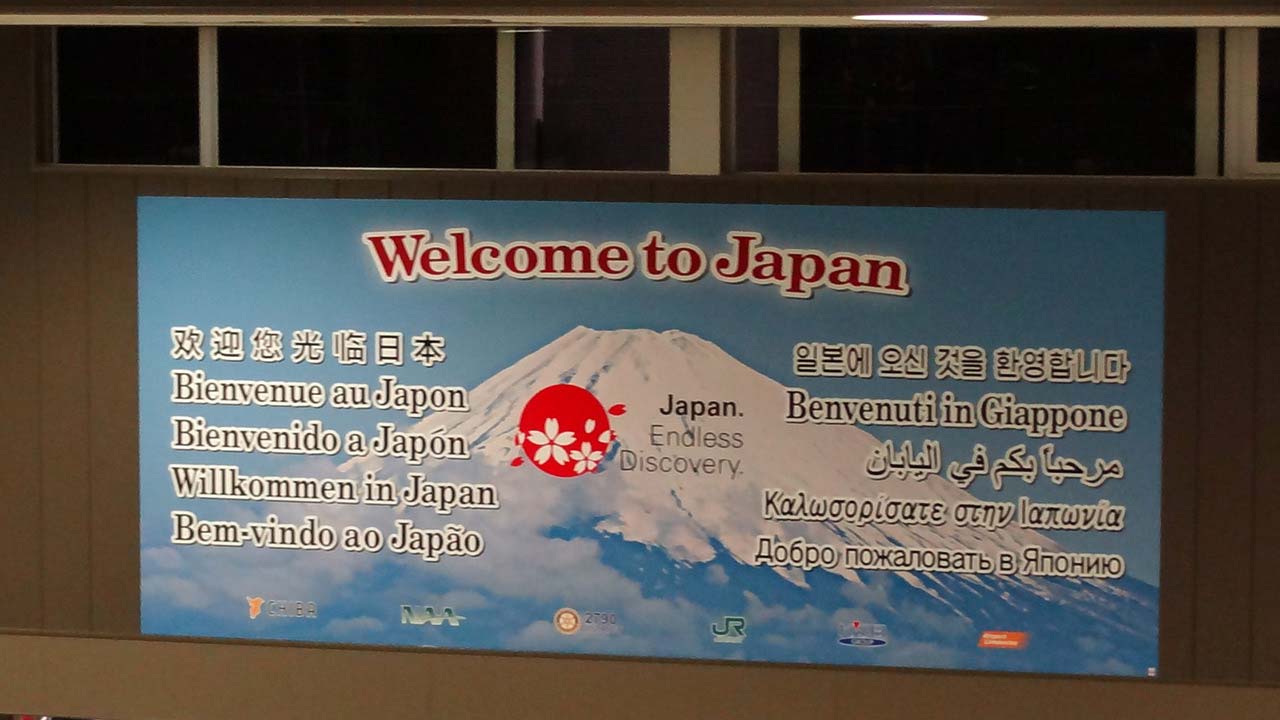 Welcome to Japan
欢迎您光临日本
Bienvenue au Japon
Bienvenido a Japón
Willkommen in Japan
Bem-vindo ao Japão
Japan.
Endless
Discovery.
일본에 오신 것을 환영합니다
Benvenuti in Giappone
مرحباً بكم في اليابان
Καλωσορίσατε στην Ιαπωνία
Добро пожаловать в Японию
CHIBA
NAA
2790
JR